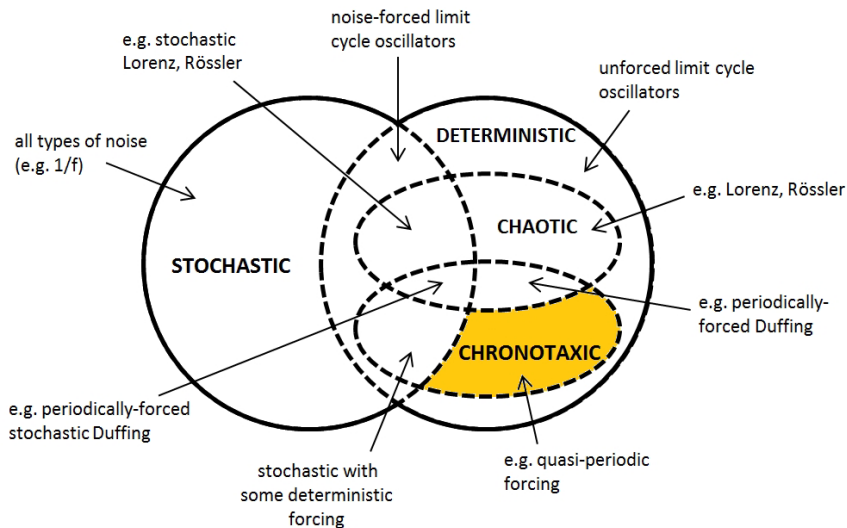 noise-forced limit
cycle oscillators
e.g. stochastic
Lorenz, Rössler
unforced limit cycle
oscillators
all types of noise
(e.g. 1/f)
DETERMINISTIC
e.g. Lorenz, Rössler
CHAOTIC
STOCHASTIC
e.g. periodically-
forced Duffing
CHRONOTAXIC
e.g. periodically-forced
stochastic Duffing
stochastic with
some deterministic
forcing
e.g. quasi-periodic
forcing